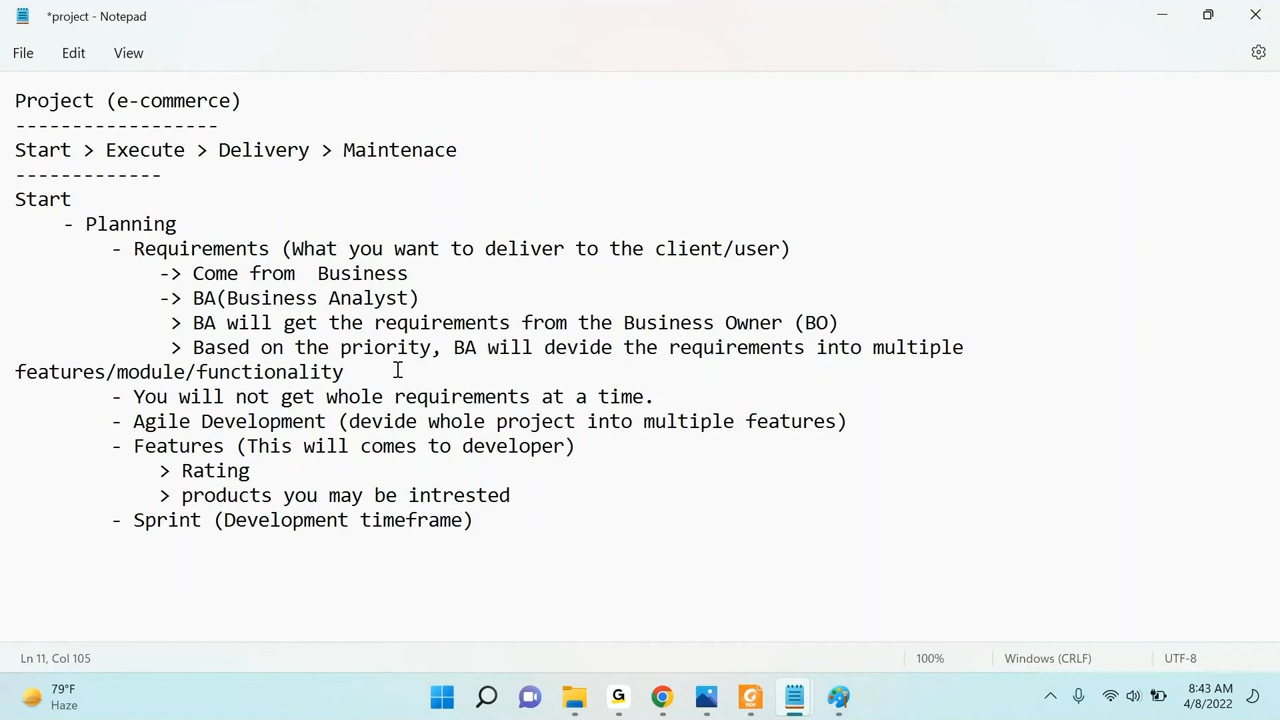 *project - Notepad
File Edit View
Project (e-commerce)
------------------
Start > Execute > Delivery > Maintenace
-------------
Start
- Planning
- Requirements (What you want to deliver to the client/user)
-> Come from  Business
-> BA(Business Analyst)
> BA will get the requirements from the Business Owner (BO)
> Based on the priority, BA will devide the requirements into multiple
features/module/functionality
- You will not get whole requirements at a time.
- Agile Development (devide whole project into multiple features)
- Features (This will comes to developer)
> Rating
> products you may be intrested
- Sprint (Development timeframe)
Ln 11, Col 105 100% Windows (CRLF) UTF-8
79°F
Haze
G
PDF
8:43 AM
4/8/2022